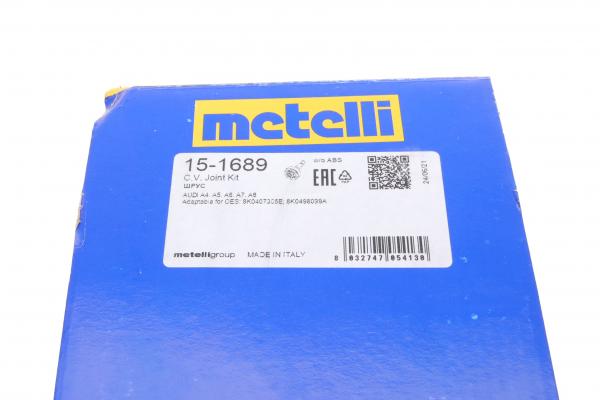 metelli
15-1689
o/o ABS
C.V. Joint Kit
ШРУС
EAC
24/06/21
AUDI A4, A5, A6, A7, A8
Adaptable for OES: 8K0407305E; 8K0498099A
metelligroup MADE IN ITALY
8 032747 054130